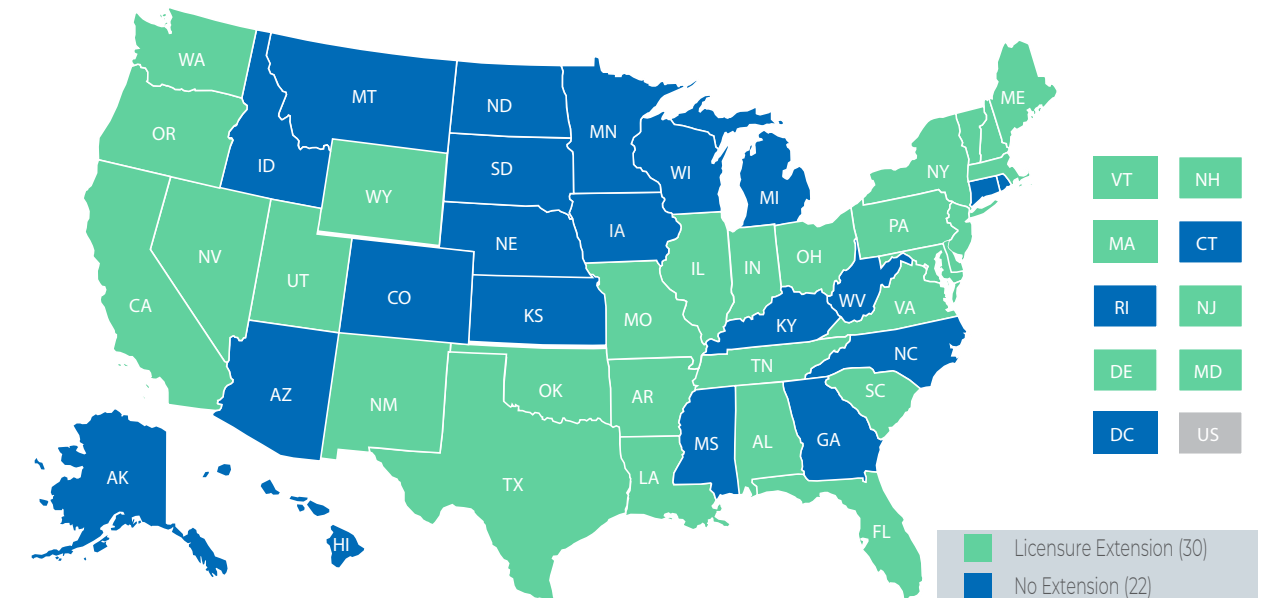 WA
MT
ND
MN
ME
OR
ID
SD
WI
NY
VT
NH
WY
MI
MA
CT
NE
IA
PA
NV
UT
IL
IN
OH
CA
CO
KS
MO
WV
VA
RI
NJ
KY
AZ
NM
OK
AR
TN
NC
SC
DE
MD
MS
AL
GA
DC
US
AK
TX
LA
HI
FL
Licensure Extension (30)
No Extension (22)